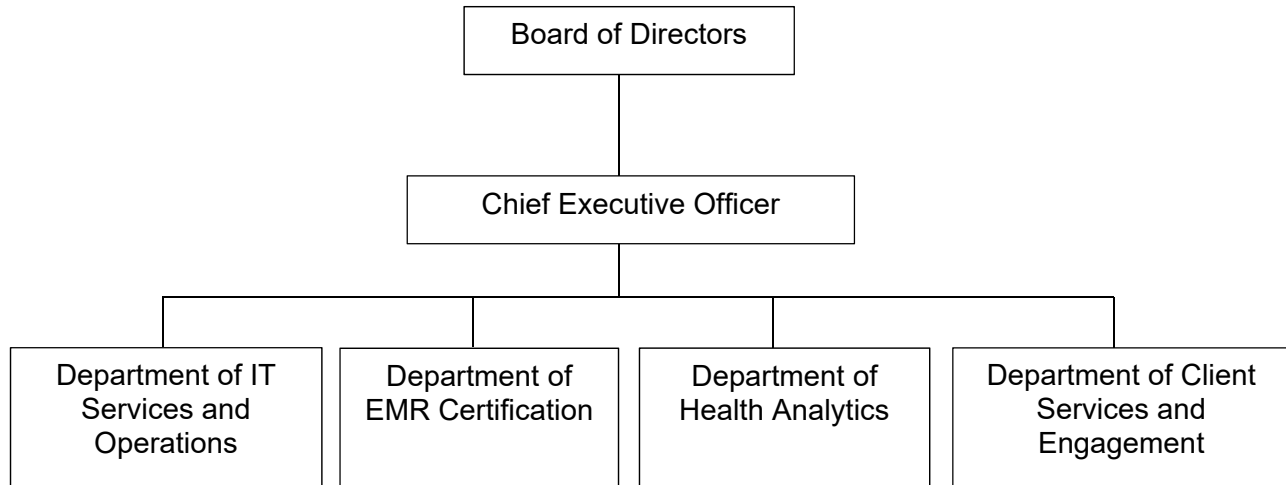 Board of Directors
Chief Executive Officer
Department of IT
Services and
Operations
Department of
EMR Certification
Department of
Health Analytics
Department of Client
Services and
Engagement